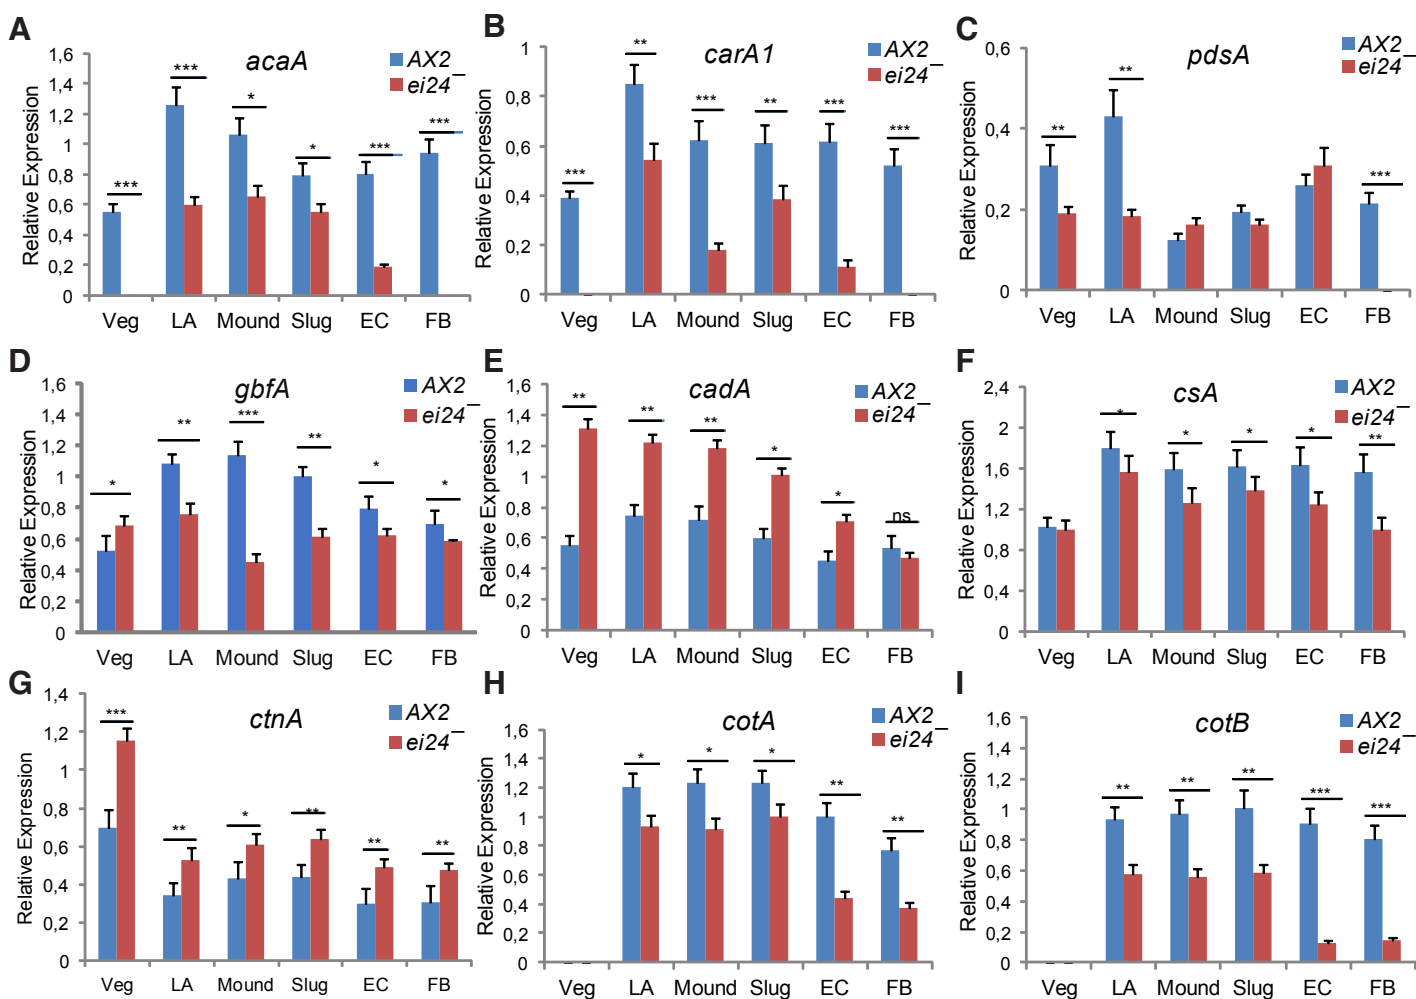 A
acaA
AX2
ei24–
Relative Expression
1,6
1,4
1,2
1
0,8
0,6
0,4
0,2
0
***
***
*
*
***
***
Veg LA Mound Slug EC FB
B
carA1
AX2
ei24–
Relative Expression
1
0,8
0,6
0,4
0,2
0
***
**
***
**
***
***
Veg LA Mound Slug EC FB
C
pdsA
AX2
ei24–
Relative Expression
0,6
0,4
0,2
0
**
**
***
Veg LA Mound Slug EC FB
D
gbfA
AX2
ei24–
Relative Expression
1,6
1,4
1,2
1
0,8
0,6
0,4
0,2
0
*
**
***
**
*
*
Veg LA Mound Slug EC FB
E
cadA
AX2
ei24–
Relative Expression
1,6
1,4
1,2
1
0,8
0,6
0,4
0,2
0
**
**
**
*
*
ns
Veg LA Mound Slug EC FB
F
csA
AX2
ei24–
Relative Expression
2,4
2
1,6
1,2
0,8
0,4
0
*
*
*
*
**
Veg LA Mound Slug EC FB
G
ctnA
AX2
ei24–
Relative Expression
1,4
1,2
1
0,8
0,6
0,4
0,2
0
***
**
*
**
**
**
Veg LA Mound Slug EC FB
H
cotA
AX2
ei24–
Relative Expression
1,6
1,4
1,2
1
0,8
0,6
0,4
0,2
0
*
*
*
**
**
Veg LA Mound Slug EC FB
I
cotB
AX2
ei24–
Relative Expression
1,6
1,4
1,2
1
0,8
0,6
0,4
0,2
0
**
**
**
***
***
Veg LA Mound Slug EC FB